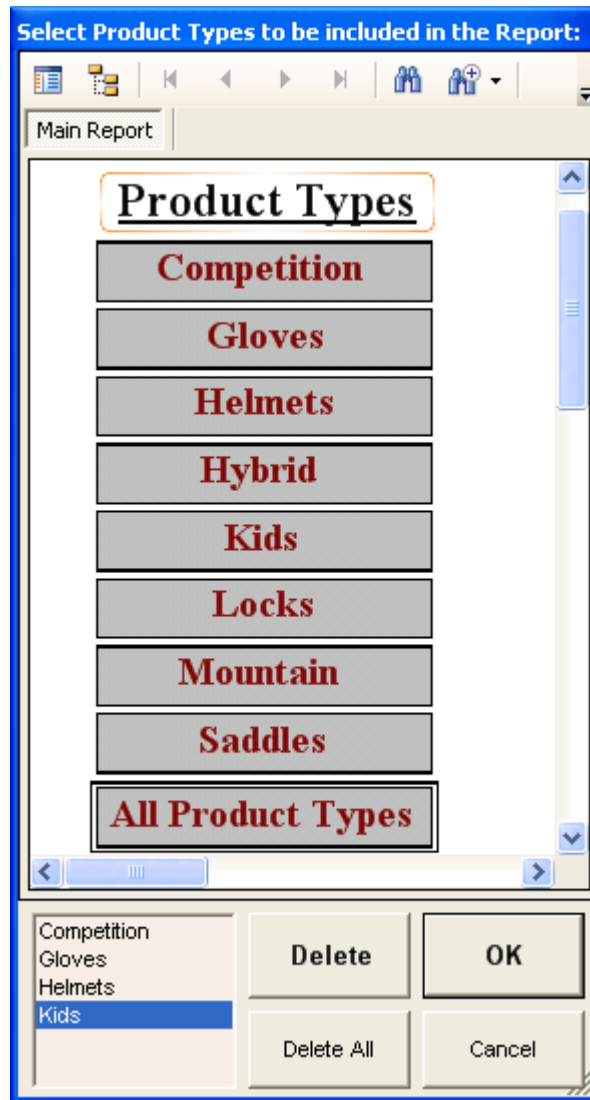 Select Product Types to be included in the Report:
Main Report
Product Types
Competition
Gloves
Helmets
Hybrid
Kids
Locks
Mountain
Saddles
All Product Types
Competition
Gloves
Helmets
Kids
Delete
OK
Delete All
Cancel